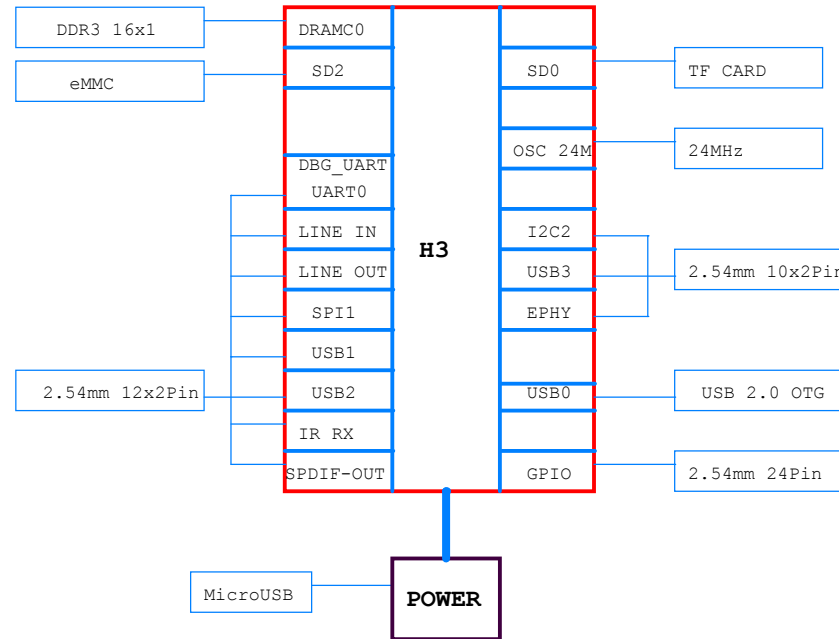 DDR3 16x1
DRAMC0
eMMC
SD2
SD0
TF CARD
OSC 24M
24MHz
DBG_UART
UART0
LINE IN
H3
I2C2
LINE OUT
USB3
2.54mm 10x2Pin
SPI1
EPHY
USB1
2.54mm 12x2Pin
USB2
USB0
USB 2.0 OTG
IR RX
SPDIF-OUT
GPIO
2.54mm 24Pin
MicroUSB
POWER